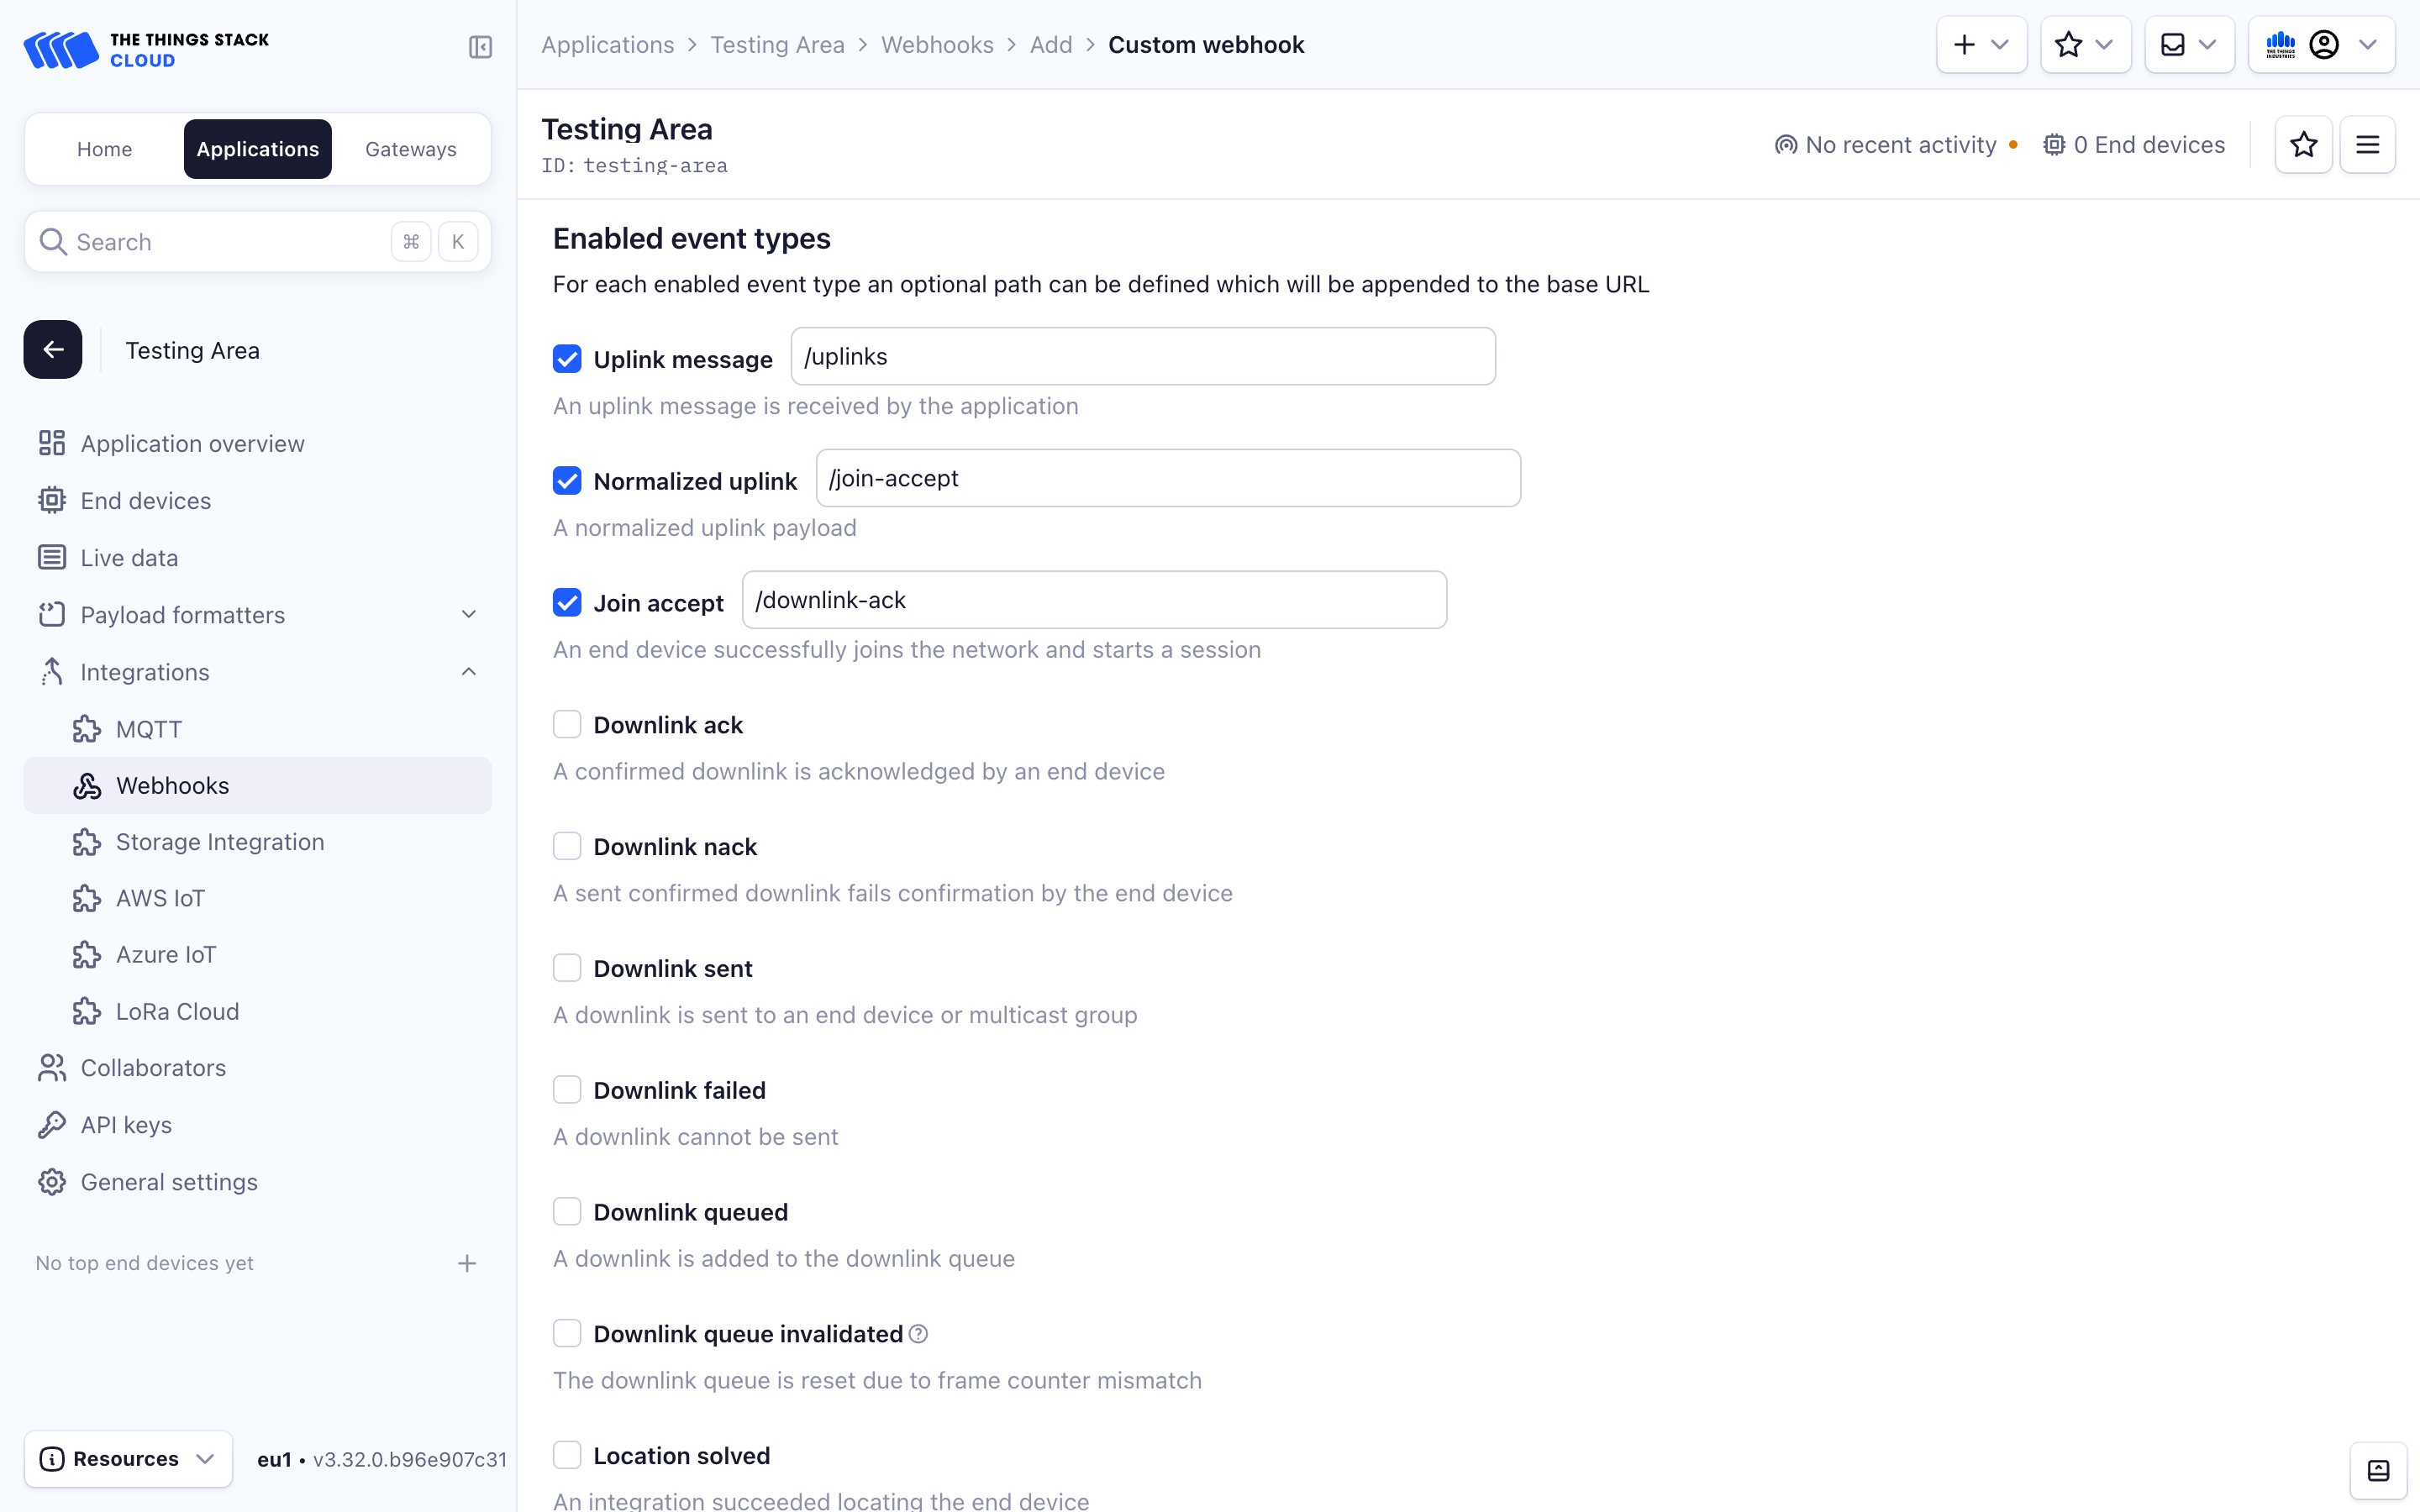 THE THINGS STACK
CLOUD
Home
Applications
Gateways
Search
⌘ K
Testing Area
Application overview
End devices
Live data
Payload formatters
Integrations
MQTT
Webhooks
Storage Integration
AWS IoT
Azure IoT
LoRa Cloud
Collaborators
API keys
General settings
No top end devices yet
Resources
eu1 • v3.32.0.b96e907c31
Applications > Testing Area > Webhooks > Add > Custom webhook
THE THINGS
INDUSTRIES
Testing Area
ID: testing-area
No recent activity
0 End devices
Enabled event types
For each enabled event type an optional path can be defined which will be appended to the base URL
Uplink message /uplinks
An uplink message is received by the application
Normalized uplink /join-accept
A normalized uplink payload
Join accept /downlink-ack
An end device successfully joins the network and starts a session
Downlink ack
A confirmed downlink is acknowledged by an end device
Downlink nack
A sent confirmed downlink fails confirmation by the end device
Downlink sent
A downlink is sent to an end device or multicast group
Downlink failed
A downlink cannot be sent
Downlink queued
A downlink is added to the downlink queue
Downlink queue invalidated
The downlink queue is reset due to frame counter mismatch
Location solved
An integration succeeded locating the end device